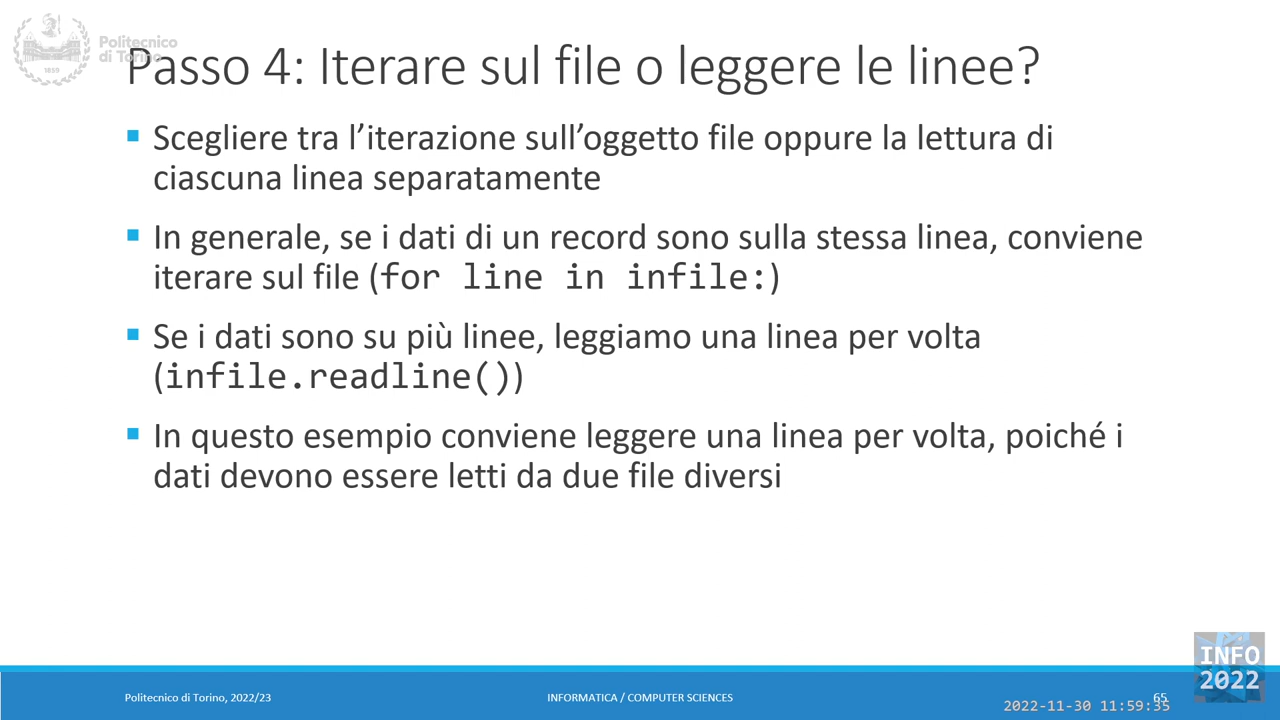 Politecnico
di Torino
1859
Passo 4: Iterare sul file o leggere le linee?
Scegliere tra l’iterazione sull’oggetto file oppure la lettura di
ciascuna linea separatamente
In generale, se i dati di un record sono sulla stessa linea, conviene
iterare sul file (for line in infile:)
Se i dati sono su più linee, leggiamo una linea per volta
(infile.readline())
In questo esempio conviene leggere una linea per volta, poiché i
dati devono essere letti da due file diversi
INFO
2022
Politecnico di Torino, 2022/23
INFORMATICA / COMPUTER SCIENCES
65
2022-11-30 11:59:35